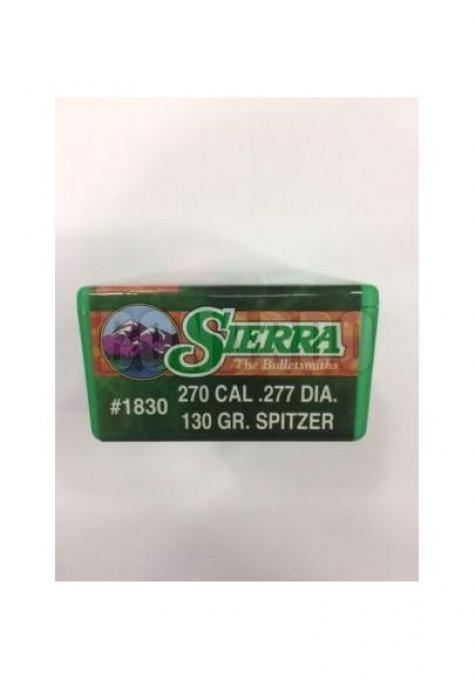 SIERRA
The Bulletsmiths
#1830 270 CAL .277 DIA.
130 GR. SPITZER